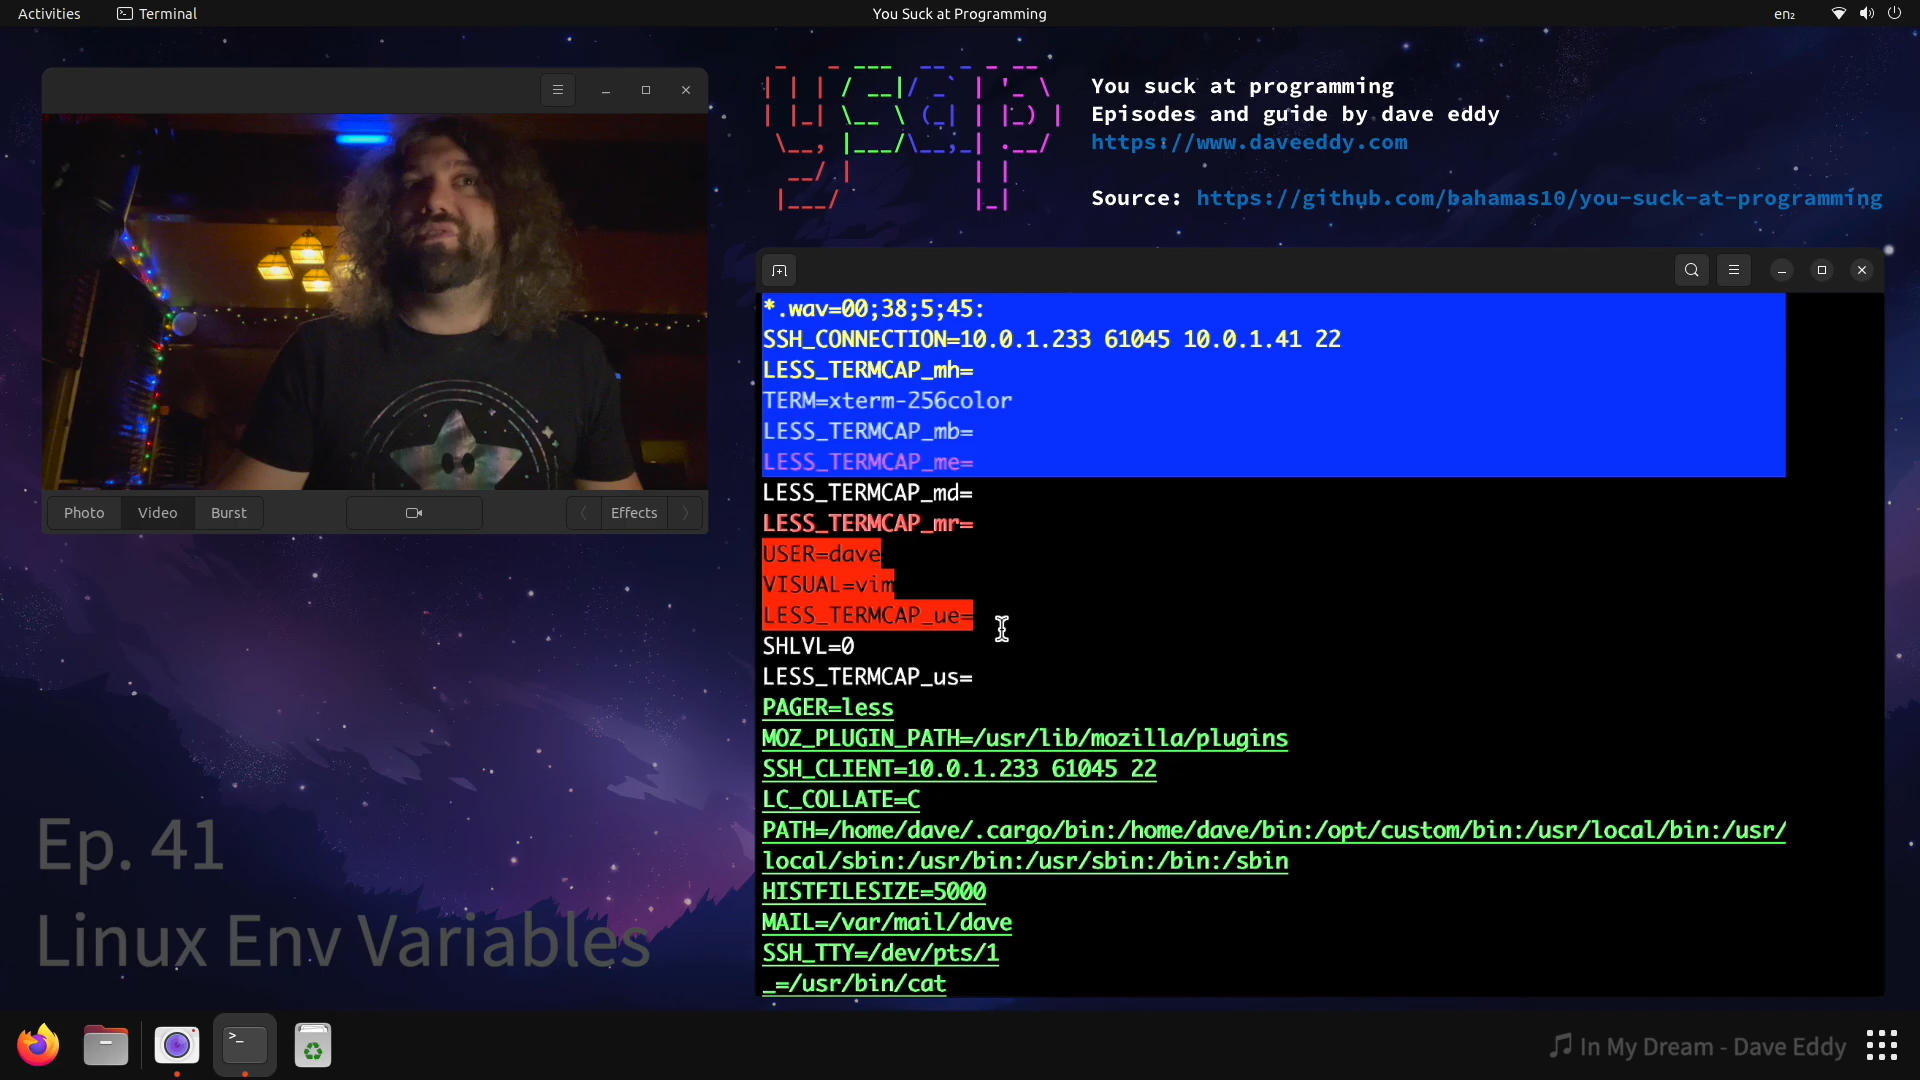 Activities
Terminal
You Suck at Programming
en₂
You suck at programming
Episodes and guide by dave eddy
https://www.daveeddy.com
Source: https://github.com/bahamas10/you-suck-at-programming
*.wav=00;38;5;45:
SSH_CONNECTION=10.0.1.233 61045 10.0.1.41 22
LESS_TERMCAP_mh=
TERM=xterm-256color
LESS_TERMCAP_mb=
LESS_TERMCAP_me=
LESS_TERMCAP_md=
LESS_TERMCAP_mr=
USER=dave
VISUAL=vim
LESS_TERMCAP_ue=
SHLVL=0
LESS_TERMCAP_us=
PAGER=less
MOZ_PLUGIN_PATH=/usr/lib/mozilla/plugins
SSH_CLIENT=10.0.1.233 61045 22
LC_COLLATE=C
PATH=/home/dave/.cargo/bin:/home/dave/bin:/opt/custom/bin:/usr/local/bin:/usr/
local/sbin:/usr/bin:/usr/sbin:/bin:/sbin
HISTFILESIZE=5000
MAIL=/var/mail/dave
SSH_TTY=/dev/pts/1
_=/usr/bin/cat
Photo
Video
Burst
Effects
Ep. 41
Linux Env Variables
In My Dream - Dave Eddy